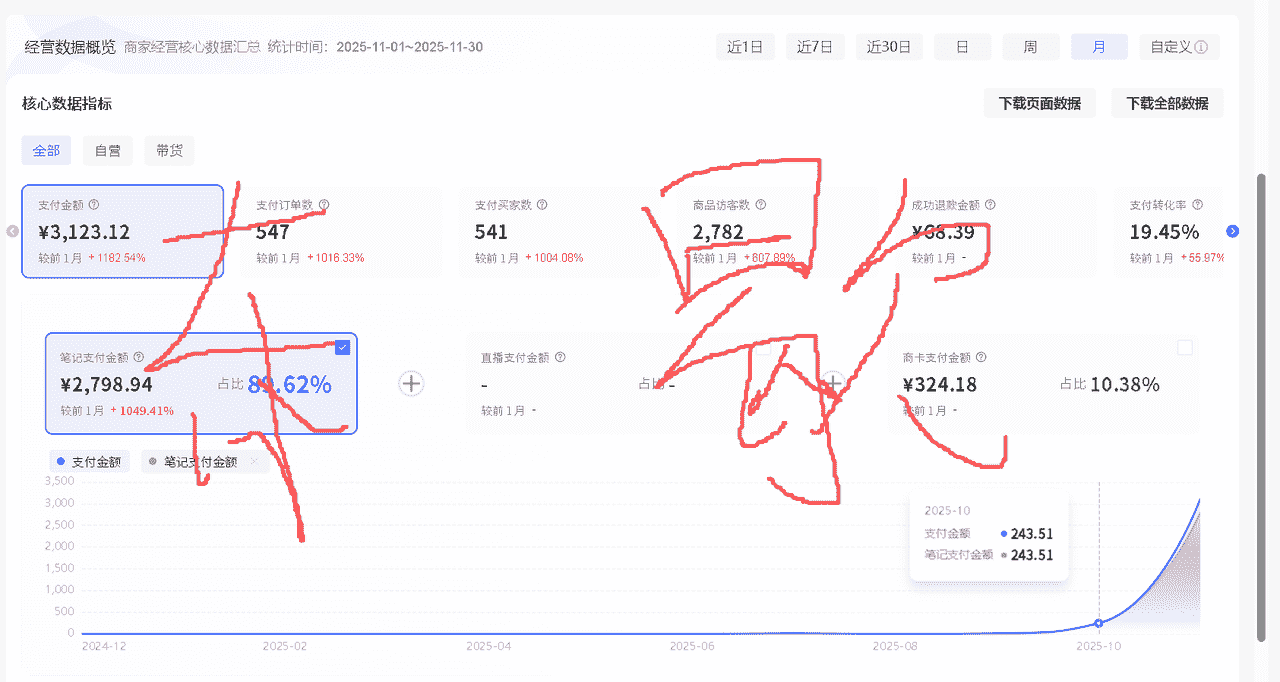 经营数据概览 商家经营核心数据汇总 统计时间：2025-11-01~2025-11-30 近1日 近7日 近30日 日 周 月 自定义
核心数据指标 下载页面数据 下载全部数据
全部 自营 带货
支付金额 支付订单数 支付买家数 商品访客数 成功退款金额 支付转化率
¥3,123.12 547 541 2,782 ¥68.39 19.45%
较前1月 +1182.54% 较前1月 +1016.33% 较前1月 +1004.08% 较前1月 +607.89% 较前1月 - 较前1月 +55.97%
笔记支付金额 直播支付金额 商卡支付金额
¥2,798.94 占比 89.62% - 占比 - ¥324.18 占比 10.38%
较前1月 +1049.41% 较前1月 - 较前1月 -
支付金额 笔记支付金额
3,500
3,000
2,500
2,000
1,500
1,000
500
0
2025-10
支付金额 243.51
笔记支付金额 243.51
2024-12 2025-02 2025-04 2025-06 2025-08 2025-10